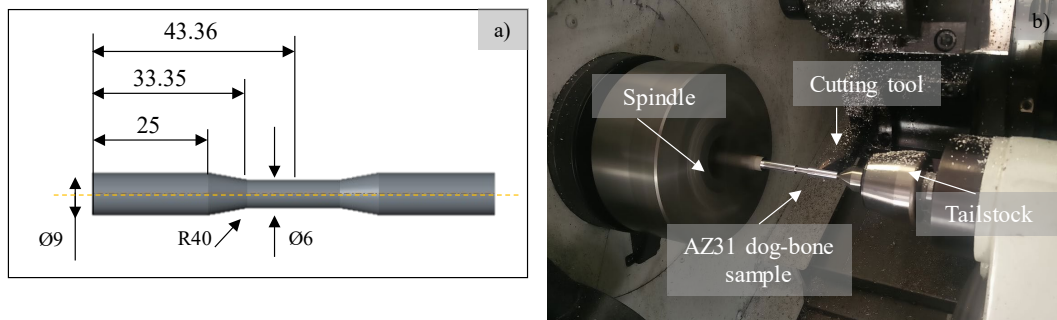 a)
43.36
33.35
25
Ø9
R40
Ø6
b)
Cutting tool
Spindle
Tailstock
AZ31 dog-bone
sample